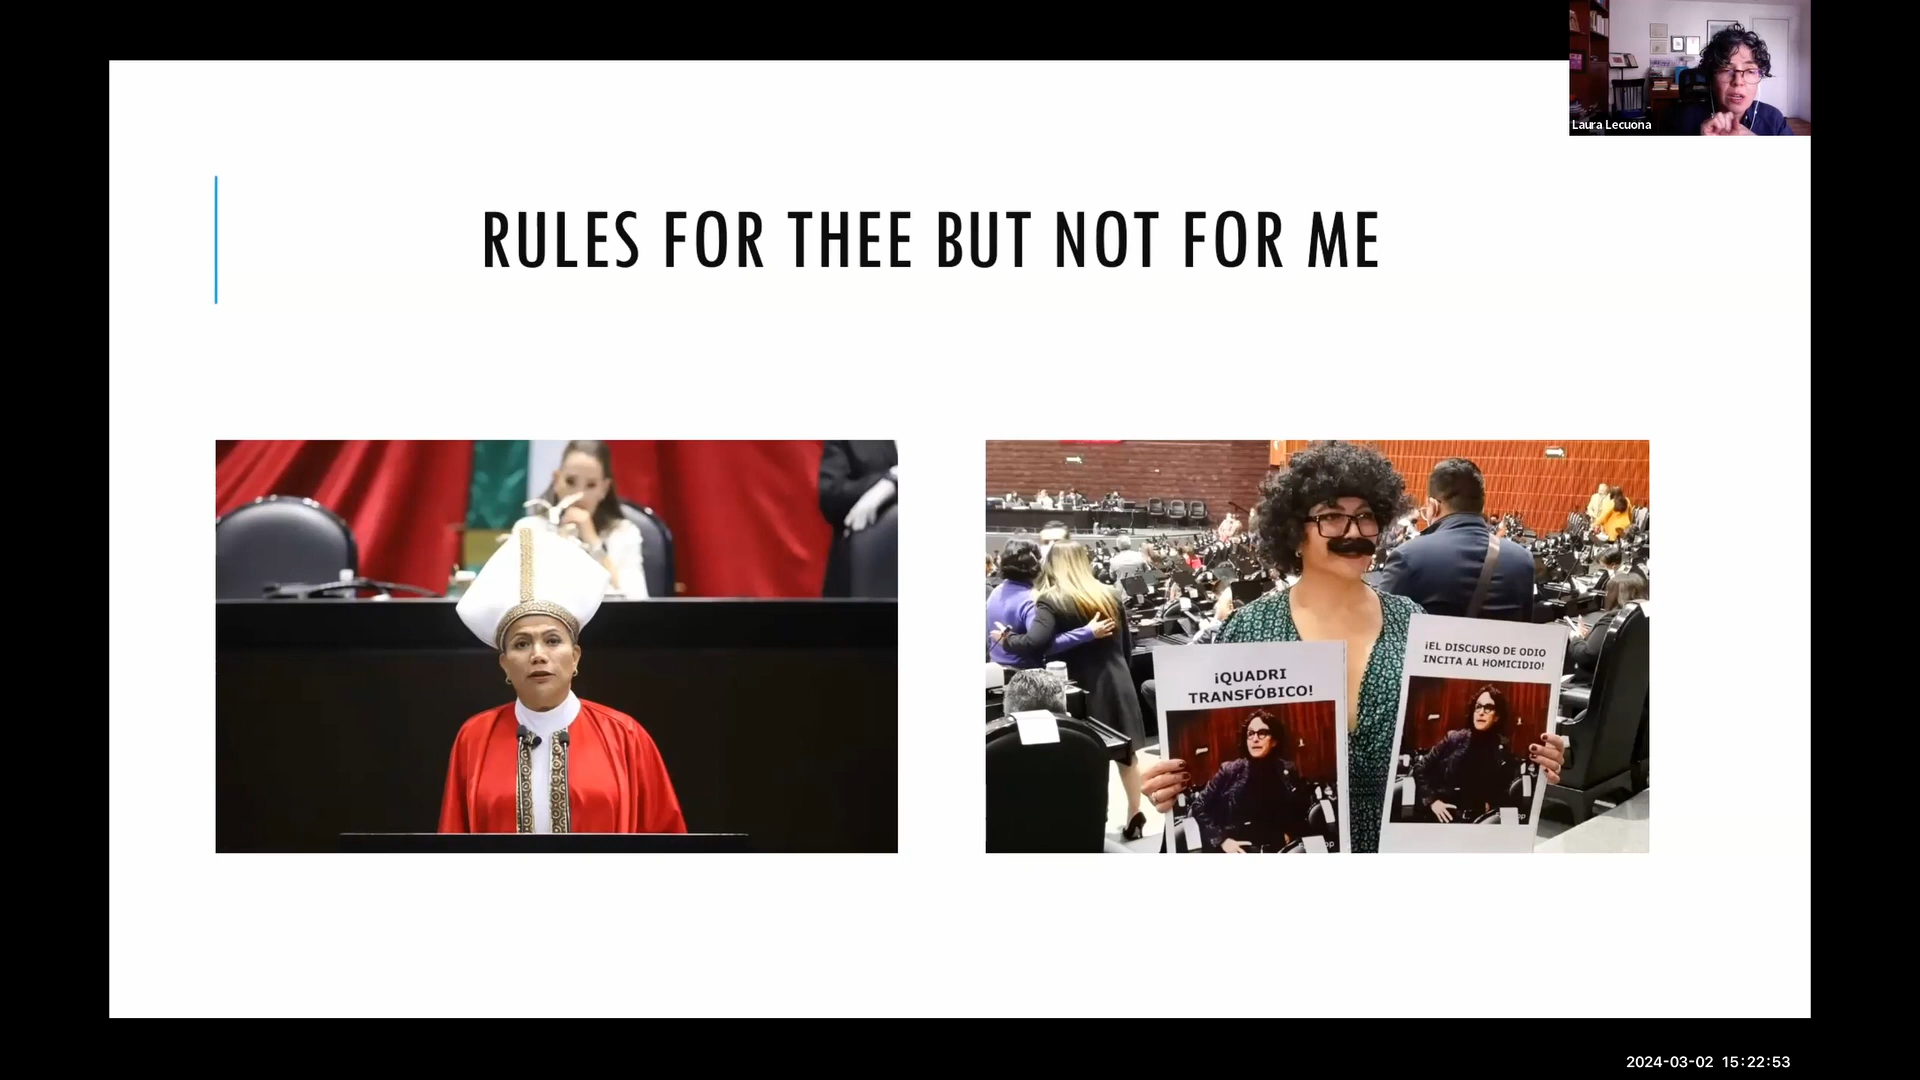 Laura Lecuona
RULES FOR THEE BUT NOT FOR ME
¡QUADRI
TRANSFÓBICO!
¡EL DISCURSO DE ODIO
INCITA AL HOMICIDIO!
2024-03-02 15:22:53